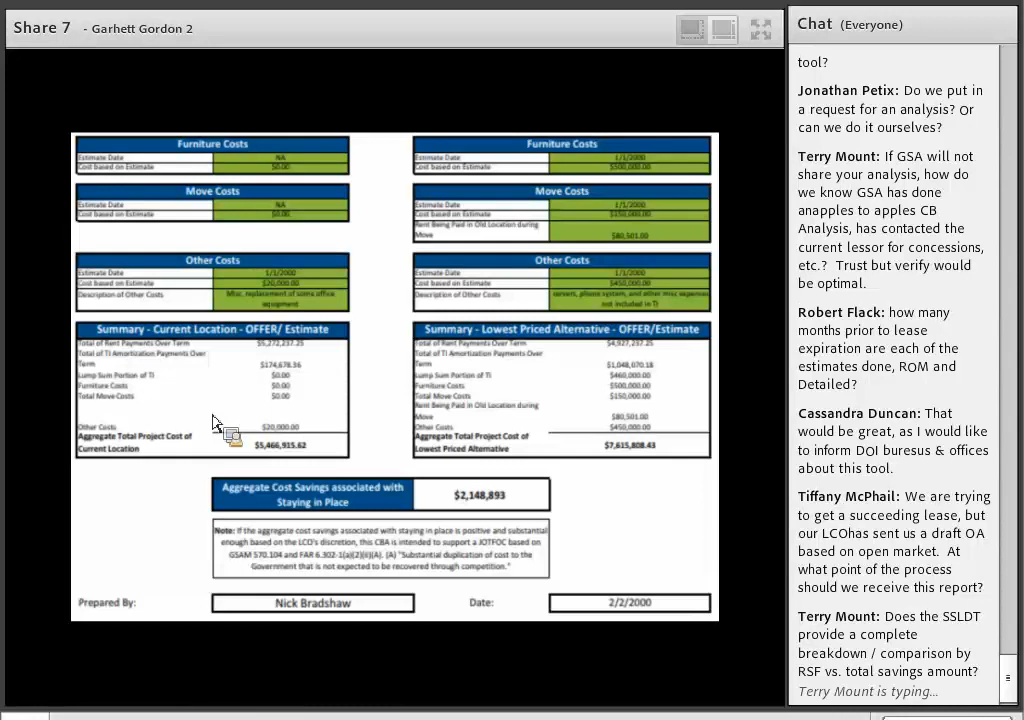 Share 7 - Garhett Gordon 2
Furniture Costs
Estimate Date NA
Cost based on Estimate $0.00
Move Costs
Estimate Date NA
Cost based on Estimate $0.00
Other Costs
Estimate Date 1/1/2000
Cost based on Estimate $20,000.00
Description of Other Costs Misc. replacement of some office
equipment
Summary - Current Location - OFFER/ Estimate
Total of Rent Payments Over Term $5,272,237.25
Total of TI Amortization Payments Over
Term $174,678.36
Lump Sum Portion of TI $0.00
Furniture Costs $0.00
Total Move Costs $0.00
Other Costs $20,000.00
Aggregate Total Project Cost of
Current Location $5,466,915.62
Furniture Costs
Estimate Date 1/1/2000
Cost based on Estimate $500,000.00
Move Costs
Estimate Date 1/1/2000
Cost based on Estimate $150,000.00
Rent Being Paid in Old Location during
Move $80,501.00
Other Costs
Estimate Date 1/1/2000
Cost based on Estimate $450,000.00
Description of Other Costs servers, phone system, and other misc expenses
not included in TI
Summary - Lowest Priced Alternative - OFFER/Estimate
Total of Rent Payments Over Term $4,927,237.25
Total of TI Amortization Payments Over
Term $1,048,070.18
Lump Sum Portion of TI $460,000.00
Furniture Costs $500,000.00
Total Move Costs $150,000.00
Rent Being Paid in Old Location during
Move $80,501.00
Other Costs $450,000.00
Aggregate Total Project Cost of
Lowest Priced Alternative $7,615,808.43
Aggregate Cost Savings associated with
Staying in Place $2,148,893
Note: If the aggregate cost savings associated with staying in place is positive and substantial
enough based on the LCO's discretion, this CBA is intended to support a JOTFOC based on
GSAM 570.104 and FAR 6.302-1(a)(2)(ii)(A). (A) "Substantial duplication of cost to the
Government that is not expected to be recovered through competition."
Prepared By: Nick Bradshaw Date: 2/2/2000
Chat (Everyone)
tool?
Jonathan Petix: Do we put in
a request for an analysis? Or
can we do it ourselves?
Terry Mount: If GSA will not
share your analysis, how do
we know GSA has done
anapples to apples CB
Analysis, has contacted the
current lessor for concessions,
etc.? Trust but verify would
be optimal.
Robert Flack: how many
months prior to lease
expiration are each of the
estimates done, ROM and
Detailed?
Cassandra Duncan: That
would be great, as I would like
to inform DOI buresus & offices
about this tool.
Tiffany McPhail: We are trying
to get a succeeding lease, but
our LCOhas sent us a draft OA
based on open market. At
what point of the process
should we receive this report?
Terry Mount: Does the SSLDT
provide a complete
breakdown / comparison by
RSF vs. total savings amount?
Terry Mount is typing...